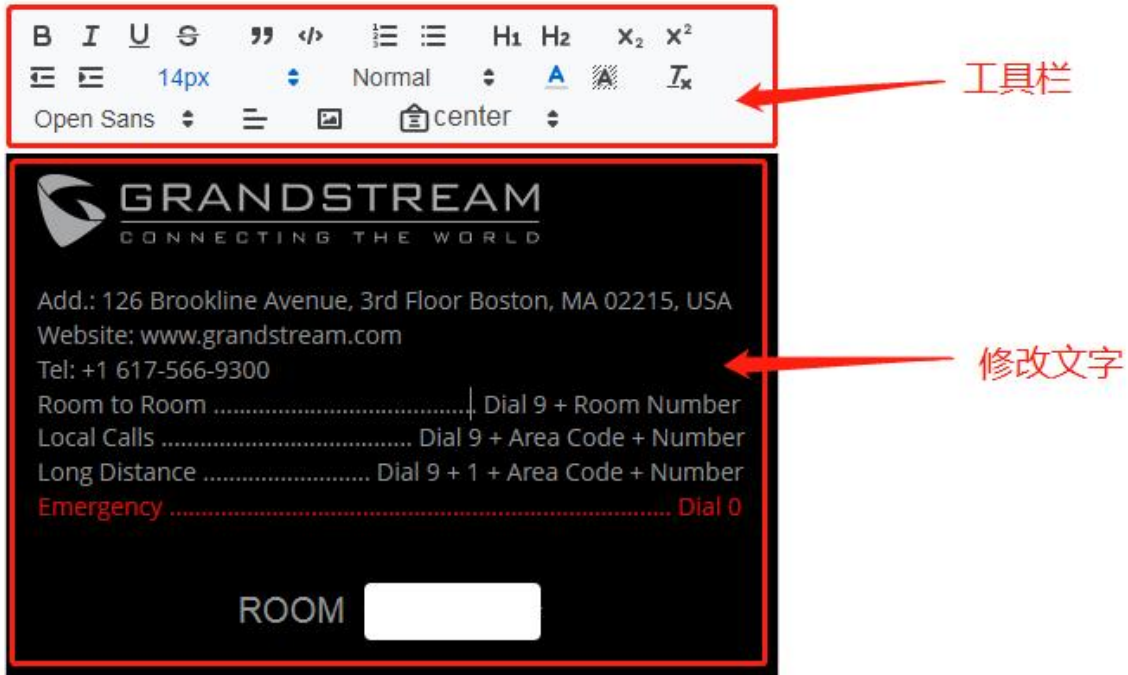 B I U S ” </> H1 H2 X₂ X²
14px Normal A A Tx
Open Sans center
工具栏
GRANDSTREAM
CONNECTING THE WORLD
Add.: 126 Brookline Avenue, 3rd Floor Boston, MA 02215, USA
Website: www.grandstream.com
Tel: +1 617-566-9300
修改文字
Room to Room ......................................... Dial 9 + Room Number
Local Calls ....................................... Dial 9 + Area Code + Number
Long Distance .......................... Dial 9 + 1 + Area Code + Number
Emergency .............................................................................. Dial 0
ROOM